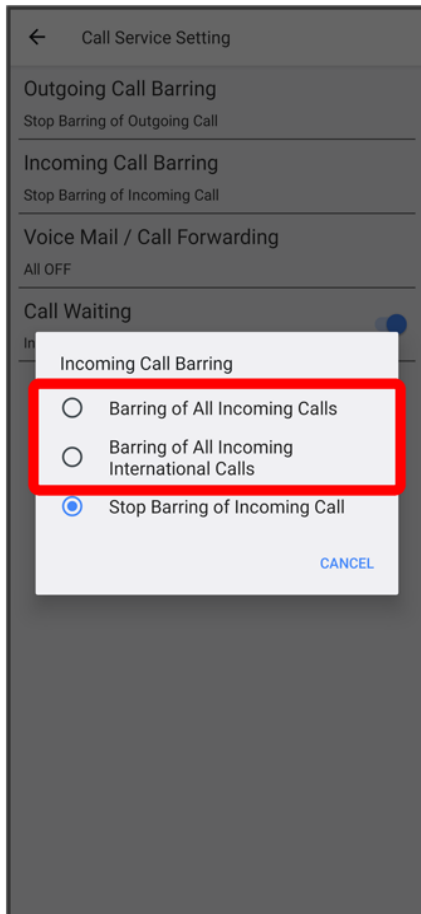 Call Service Setting
Outgoing Call Barring
Stop Barring of Outgoing Call
Incoming Call Barring
Stop Barring of Incoming Call
Voice Mail / Call Forwarding
All OFF
Call Waiting
In
Incoming Call Barring
Barring of All Incoming Calls
Barring of All Incoming
International Calls
Stop Barring of Incoming Call
CANCEL